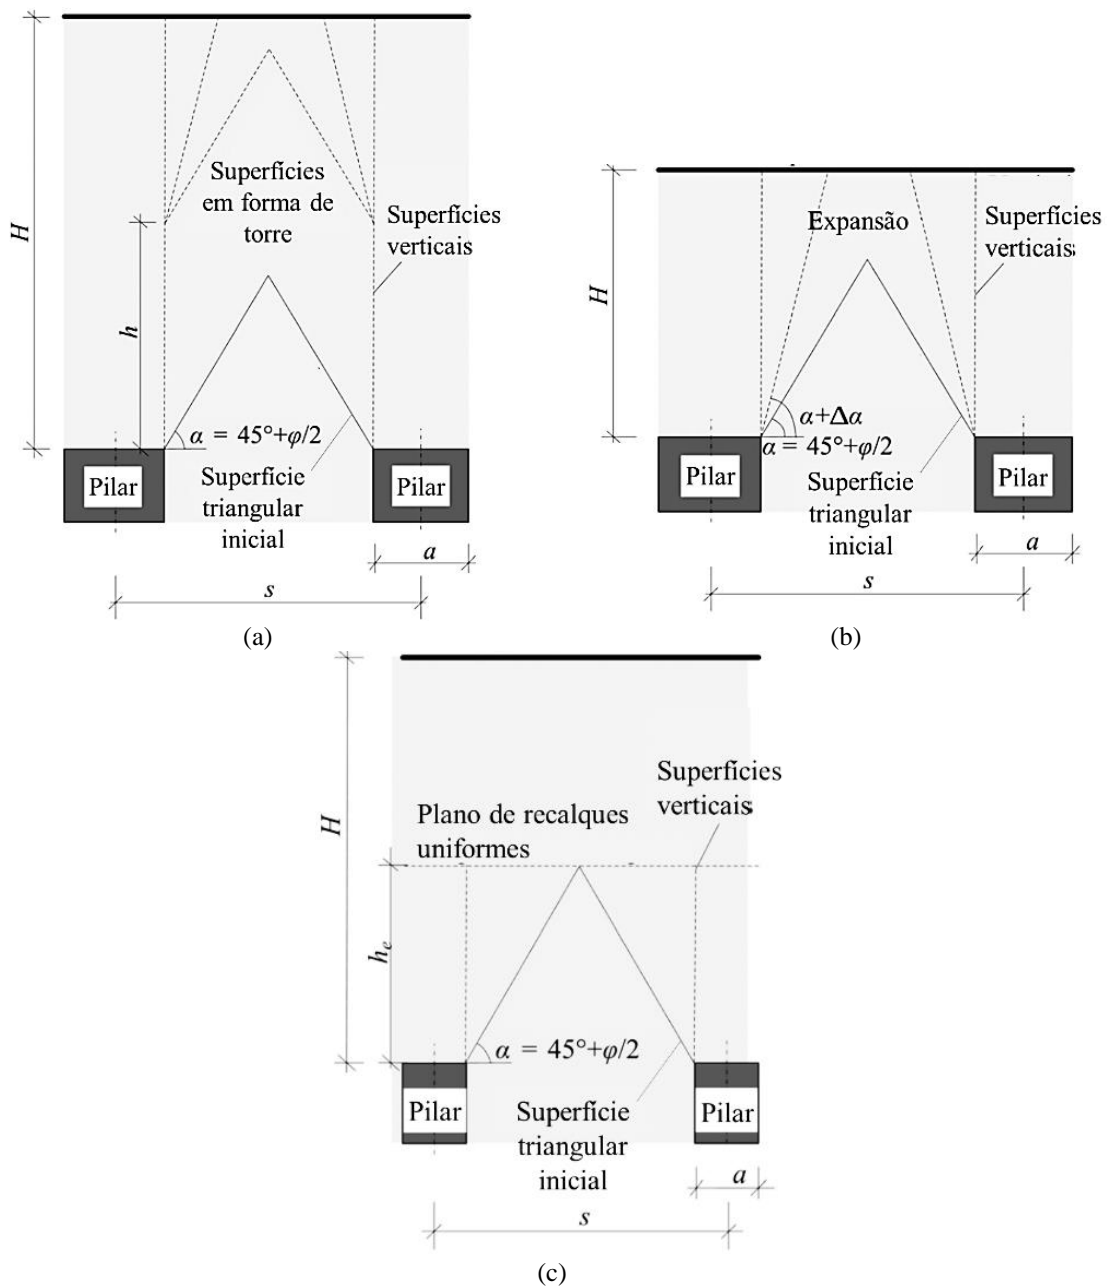 H
Superfícies
em forma de
torre
Superfícies
verticais
h
α = 45°+φ/2
Pilar
Superfície
triangular
inicial
Pilar
a
s
(a)
H
Expansão
Superfícies
verticais
α+Δα
α = 45°+φ/2
Pilar
Superfície
triangular
inicial
Pilar
a
s
(b)
H
Superfícies
verticais
Plano de recalques
uniformes
hₑ
α = 45°+φ/2
Pilar
Superfície
triangular
inicial
Pilar
a
s
(c)